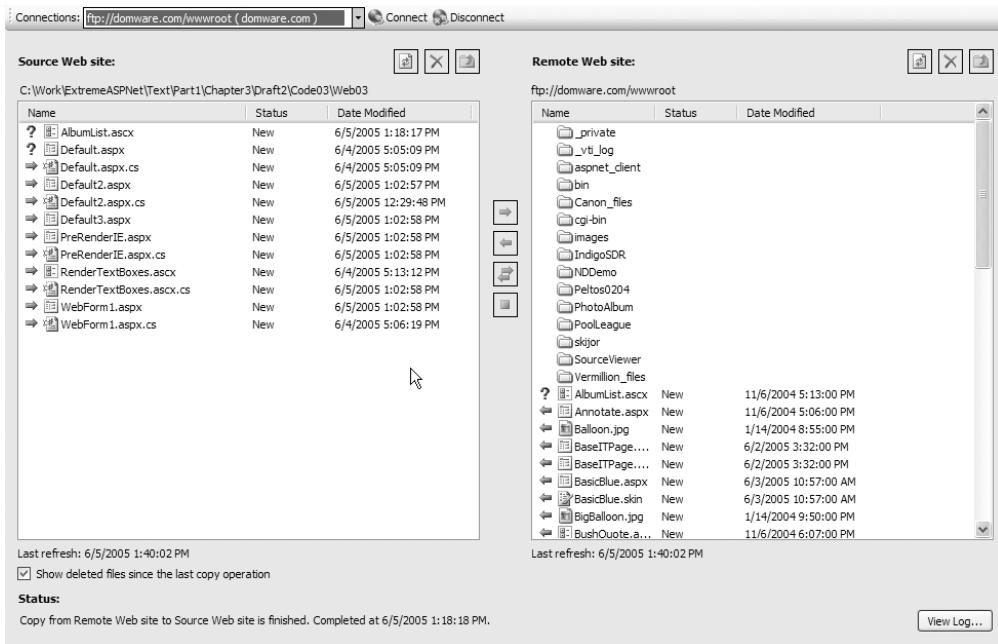 Connections: ftp://domware.com/wwwroot ( domware.com ) Connect Disconnect
Source Web site:
C:\Work\ExtremeASPNet\Text\Part1\Chapter3\Draft2\Code03\Web03
Name Status Date Modified
? AlbumList.ascx New 6/5/2005 1:18:17 PM
? Default.aspx New 6/4/2005 5:05:09 PM
Default.aspx.cs New 6/4/2005 5:05:09 PM
Default2.aspx New 6/5/2005 1:02:57 PM
Default2.aspx.cs New 6/5/2005 12:29:48 PM
Default3.aspx New 6/5/2005 1:02:58 PM
PreRenderIE.aspx New 6/5/2005 1:02:58 PM
PreRenderIE.aspx.cs New 6/5/2005 1:02:58 PM
RenderTextBoxes.ascx New 6/4/2005 5:13:12 PM
RenderTextBoxes.ascx.cs New 6/5/2005 1:02:58 PM
WebForm1.aspx New 6/5/2005 1:02:58 PM
WebForm1.aspx.cs New 6/4/2005 5:06:19 PM
Last refresh: 6/5/2005 1:40:02 PM
Show deleted files since the last copy operation
Remote Web site:
ftp://domware.com/wwwroot
Name Status Date Modified
_private
_vti_log
aspnet_client
bin
Canon_files
cgi-bin
images
IndigoSDR
NDDemo
Peltos0204
PhotoAlbum
PoolLeague
skijor
SourceViewer
Vermillion_files
? AlbumList.ascx New 11/6/2004 5:13:00 PM
Annotate.aspx New 11/6/2004 5:06:00 PM
Balloon.jpg New 1/14/2004 8:55:00 PM
BaseITPage.... New 6/2/2005 3:32:00 PM
BaseITPage.... New 6/2/2005 3:32:00 PM
BasicBlue.aspx New 6/3/2005 10:57:00 AM
BasicBlue.skin New 6/3/2005 10:57:00 AM
BigBalloon.jpg New 1/14/2004 9:50:00 PM
BushQuote.a... New 11/6/2004 6:07:00 PM
Last refresh: 6/5/2005 1:40:02 PM
Status:
Copy from Remote Web site to Source Web site is finished. Completed at 6/5/2005 1:18:18 PM.
View Log...